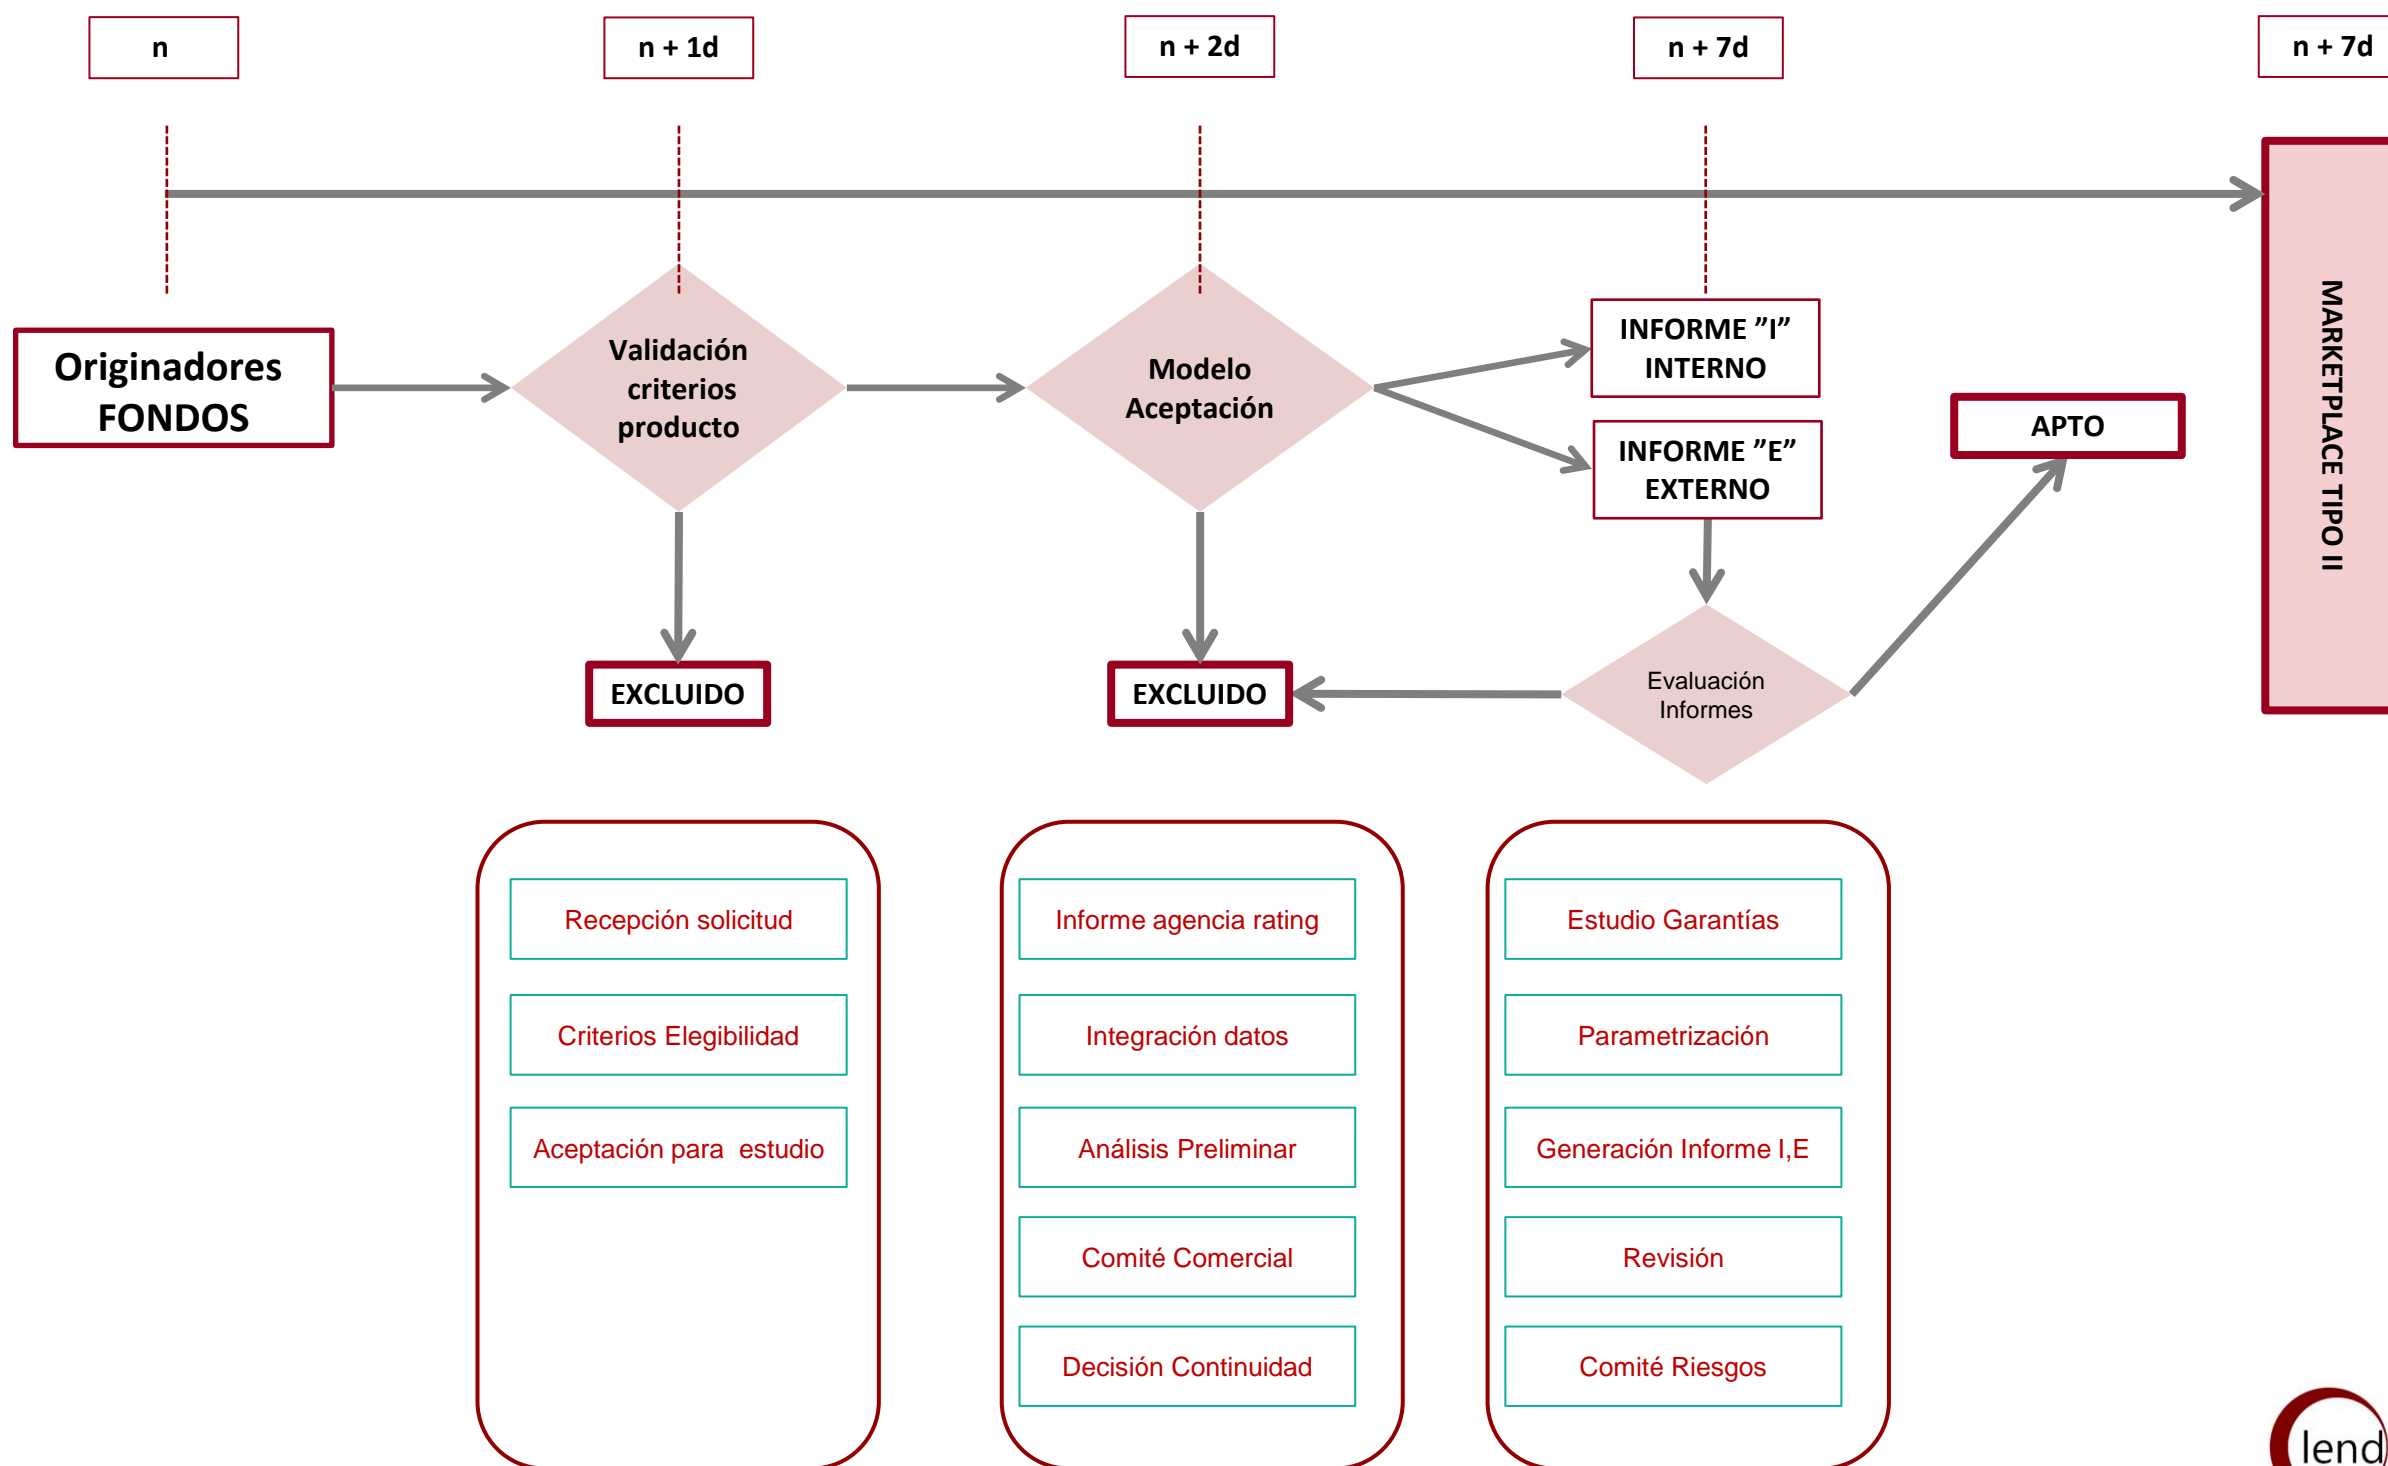 n
n + 1d
n + 2d
n + 7d
n + 7d
Originadores
FONDOS
Validación
criterios
producto
Modelo
Aceptación
INFORME ”I”
INTERNO
INFORME ”E”
EXTERNO
APTO
MARKETPLACE TIPO II
EXCLUIDO
EXCLUIDO
Evaluación
Informes
Recepción solicitud
Criterios Elegibilidad
Aceptación para  estudio
Informe agencia rating
Integración datos
Análisis Preliminar
Comité Comercial
Decisión Continuidad
Estudio Garantías
Parametrización
Generación Informe I,E
Revisión
Comité Riesgos
lend